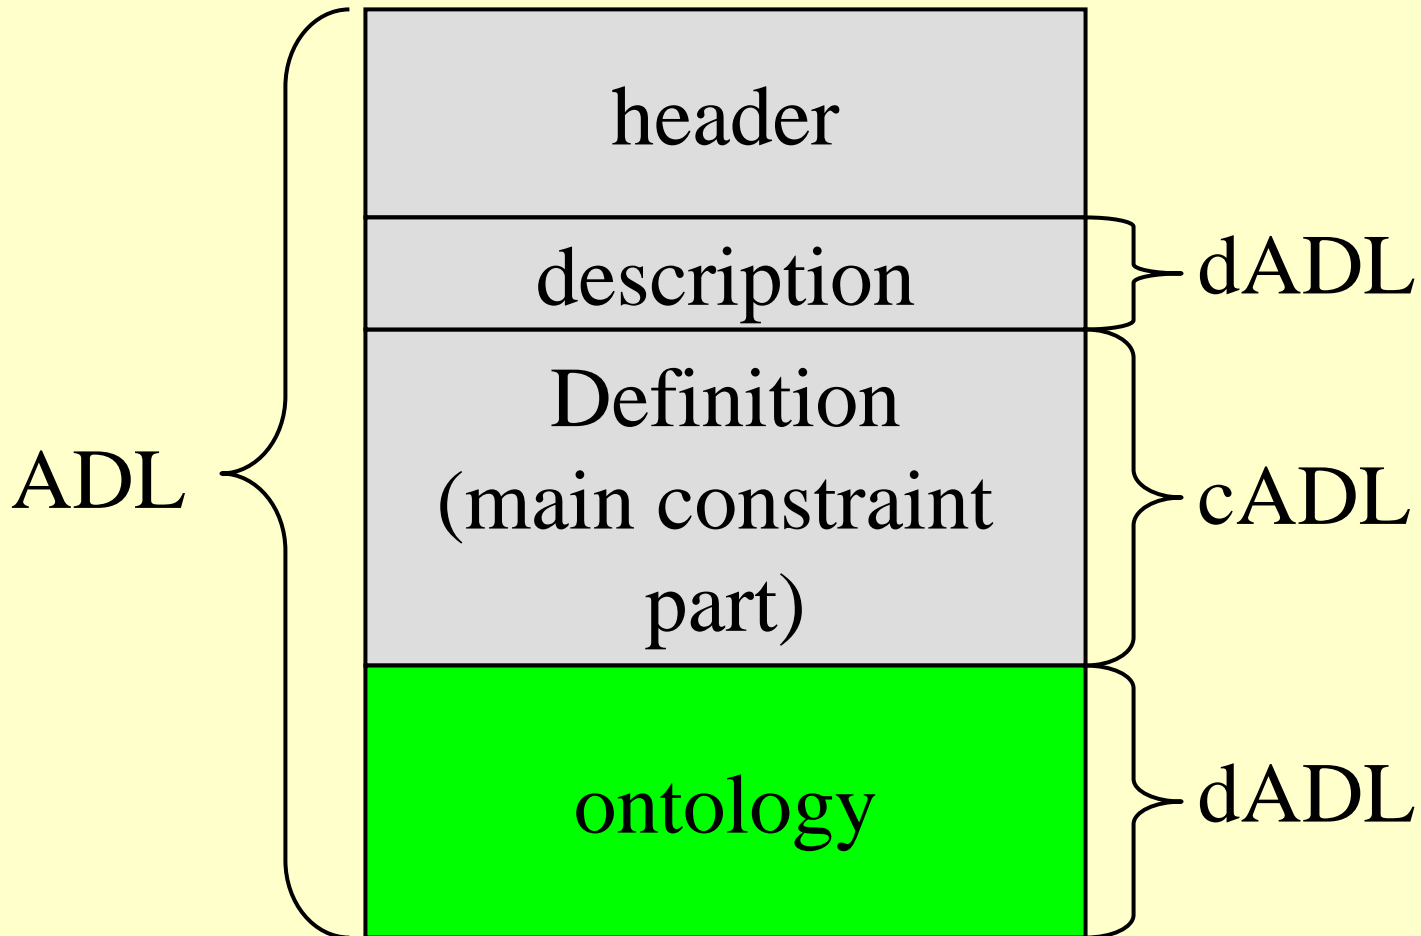 header
description
dADL
Definition
(main constraint
part)
ADL
cADL
ontology
dADL